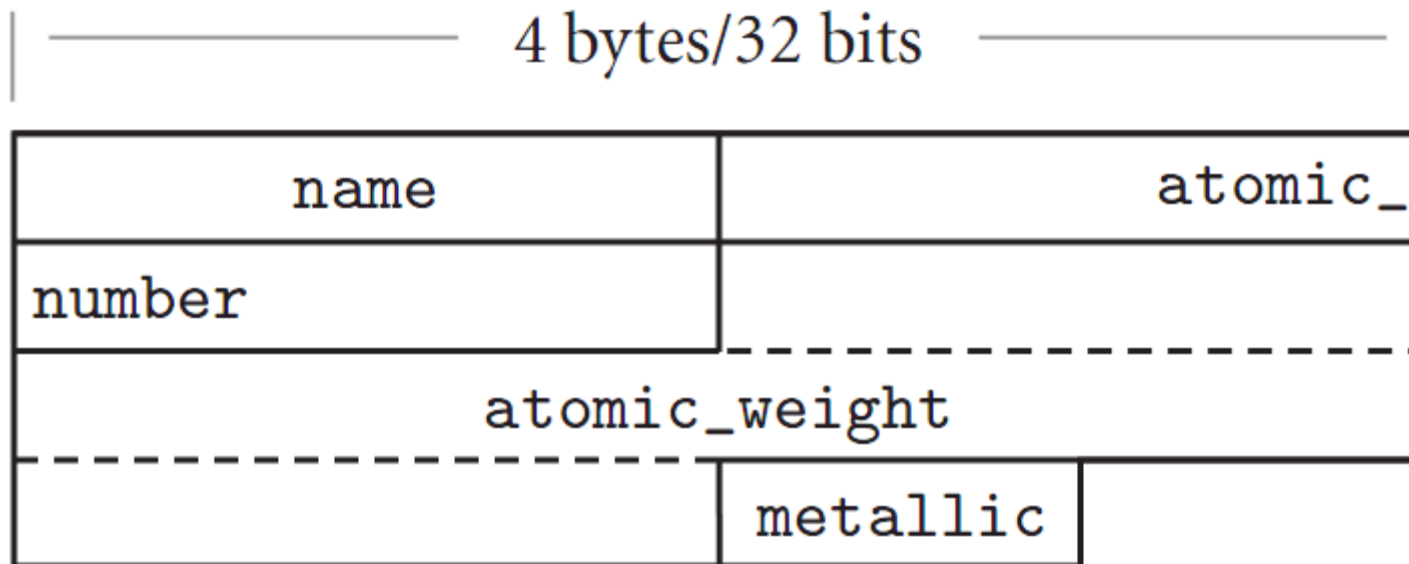 4 bytes/32 bits
name atomic_
number
atomic_weight
metallic